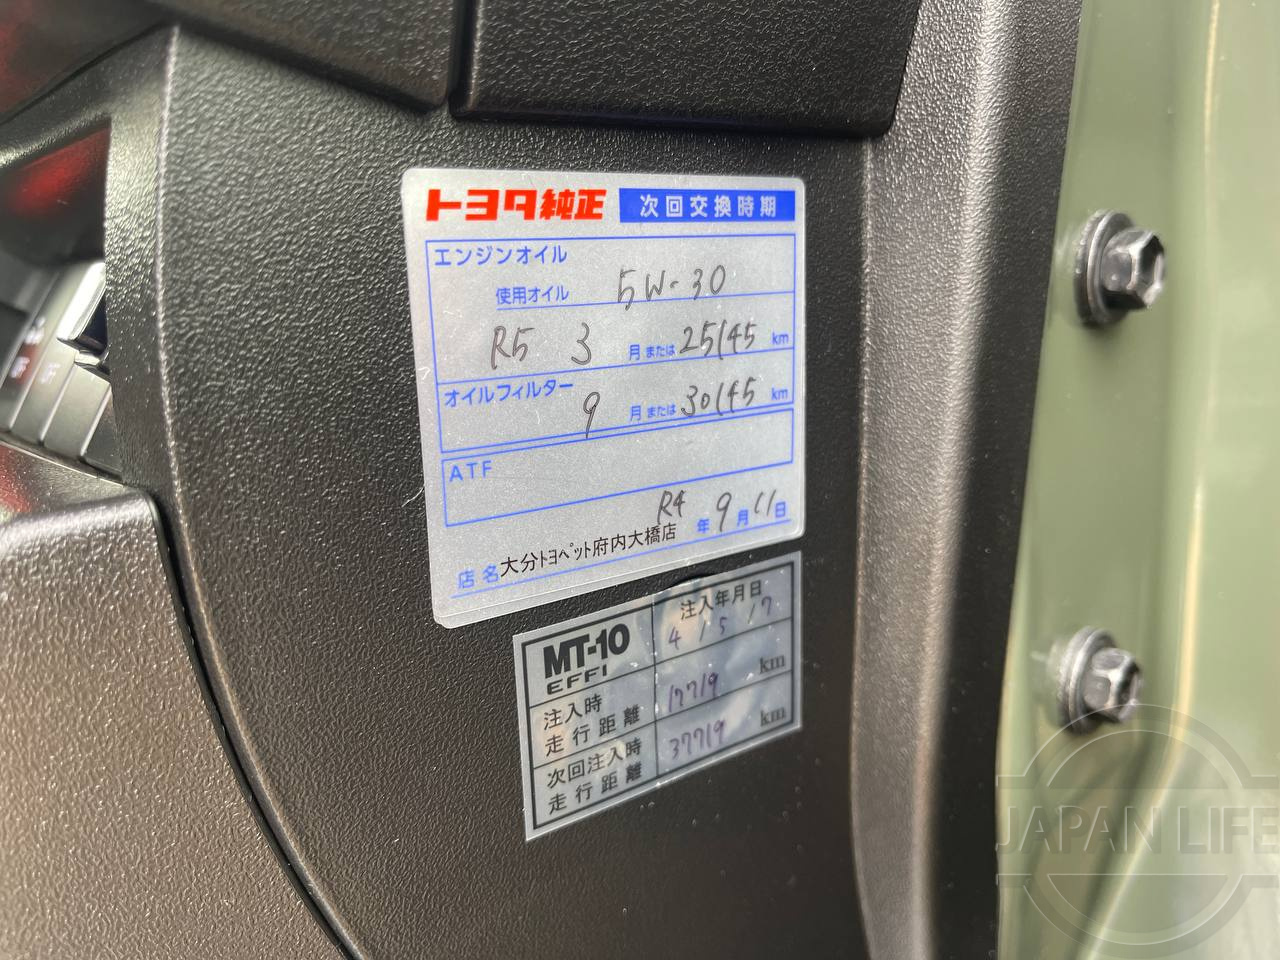 トヨタ純正 次回交換時期
エンジンオイル
使用オイル 5W-30
R5 3 月または 25145 km
オイルフィルター
9 月または 30145 km
ATF
R4 年 9 月 11 日
店名 大分トヨペット府内大橋店
MT-10
EFFI
注入年月日
4 / 5 / 7
注入時
走行距離
17719 km
次回注入時
走行距離
37719 km
JAPAN LIFE